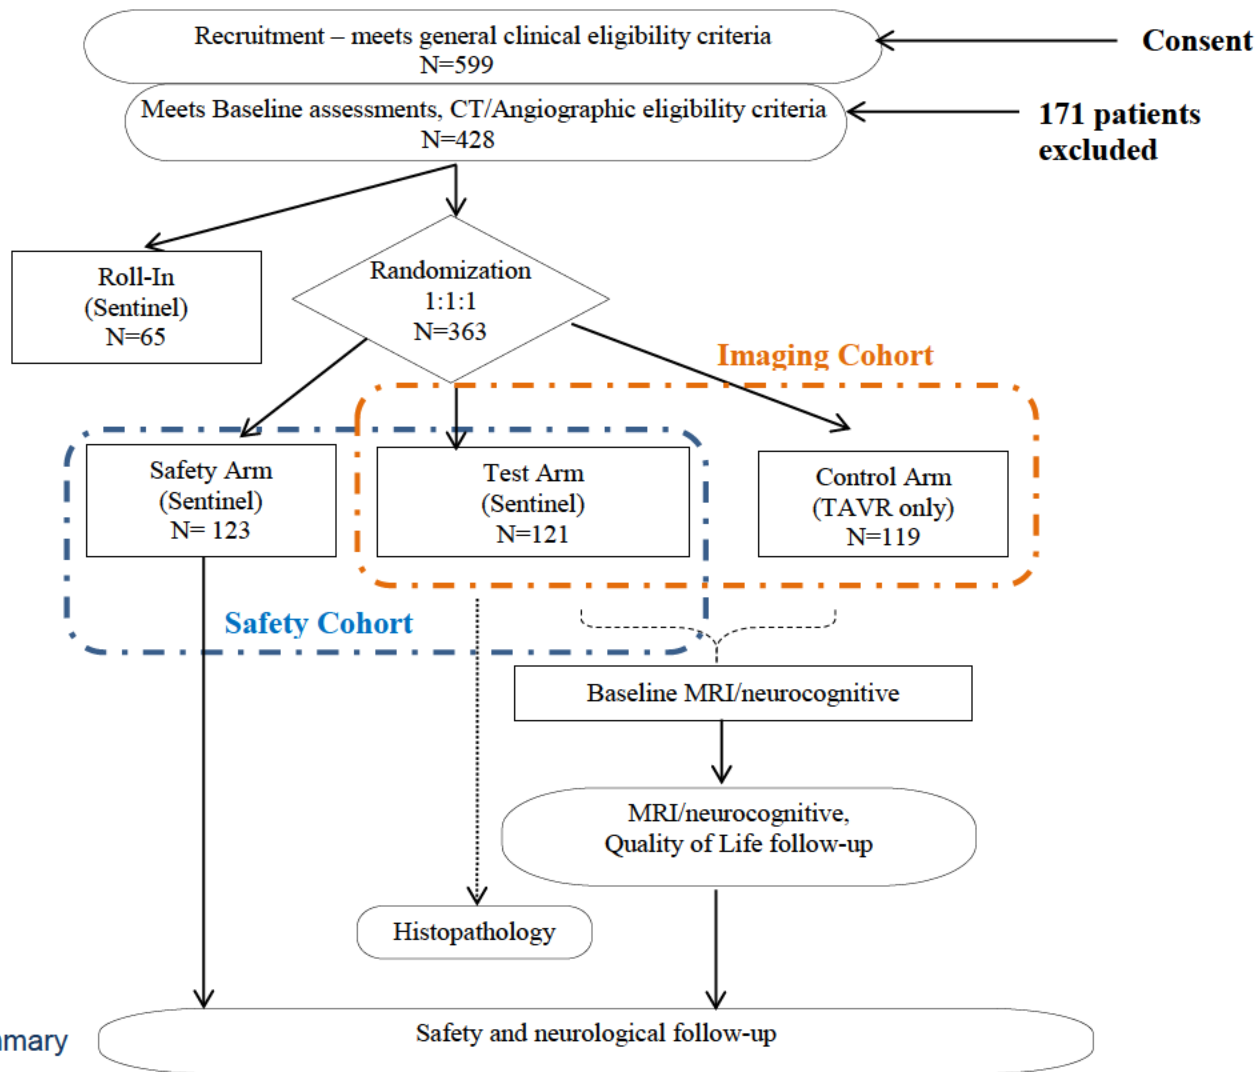 Recruitment – meets general clinical eligibility criteria
N=599
Consent
Meets Baseline assessments, CT/Angiographic eligibility criteria
N=428
171 patients
excluded
Roll-In
(Sentinel)
N=65
Randomization
1:1:1
N=363
Imaging Cohort
Safety Arm
(Sentinel)
N= 123
Test Arm
(Sentinel)
N=121
Control Arm
(TAVR only)
N=119
Safety Cohort
Baseline MRI/neurocognitive
MRI/neurocognitive,
Quality of Life follow-up
Histopathology
Safety and neurological follow-up